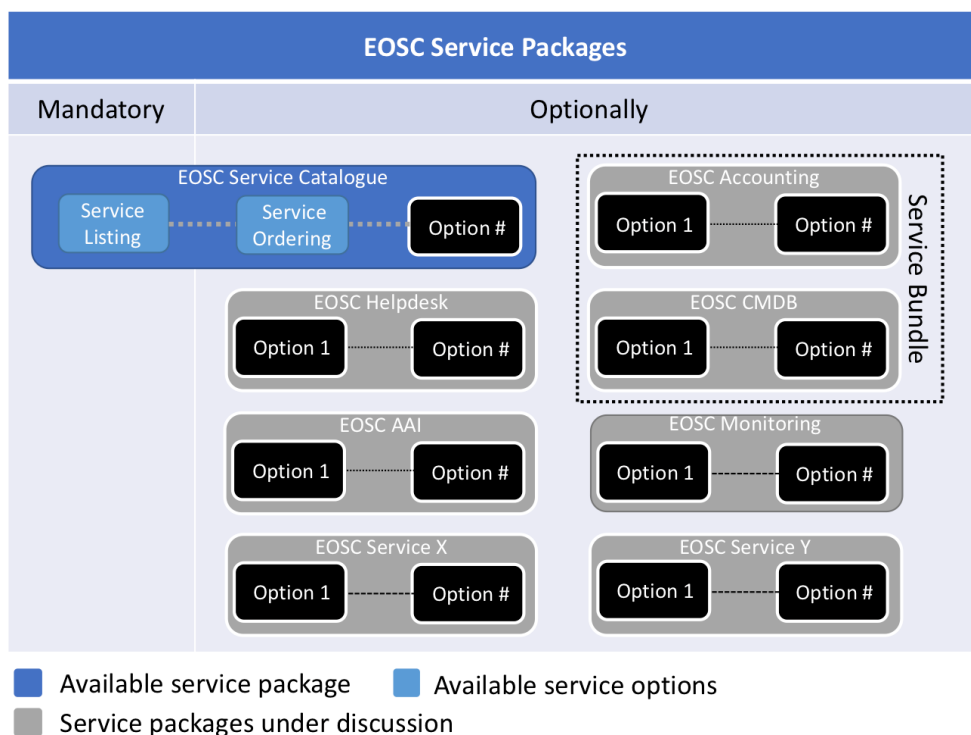 EOSC Service Packages
Mandatory
Optionally
EOSC Service Catalogue
Service
Listing
Service
Ordering
Option #
EOSC Accounting
Option 1
Option #
Service Bundle
EOSC Helpdesk
Option 1
Option #
EOSC CMDB
Option 1
Option #
EOSC AAI
Option 1
Option #
EOSC Monitoring
Option 1
Option #
EOSC Service X
Option 1
Option #
EOSC Service Y
Option 1
Option #
Available service package
Available service options
Service packages under discussion